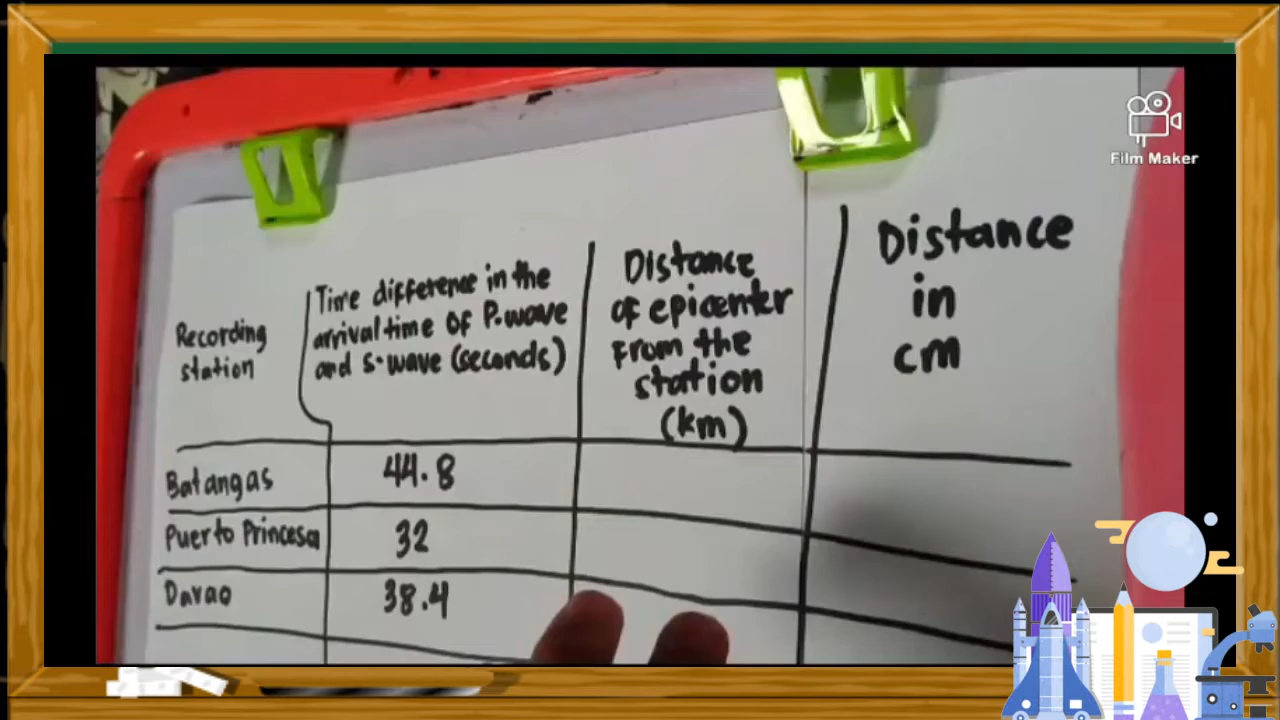 Film Maker
Recording
station
Time difference in the
arrival time of P-wave
and S-wave (seconds)
Distance
of epicenter
from the
station
(km)
Distance
in
cm
Batangas
44.8
Puerto Princesa
32
Davao
38.4